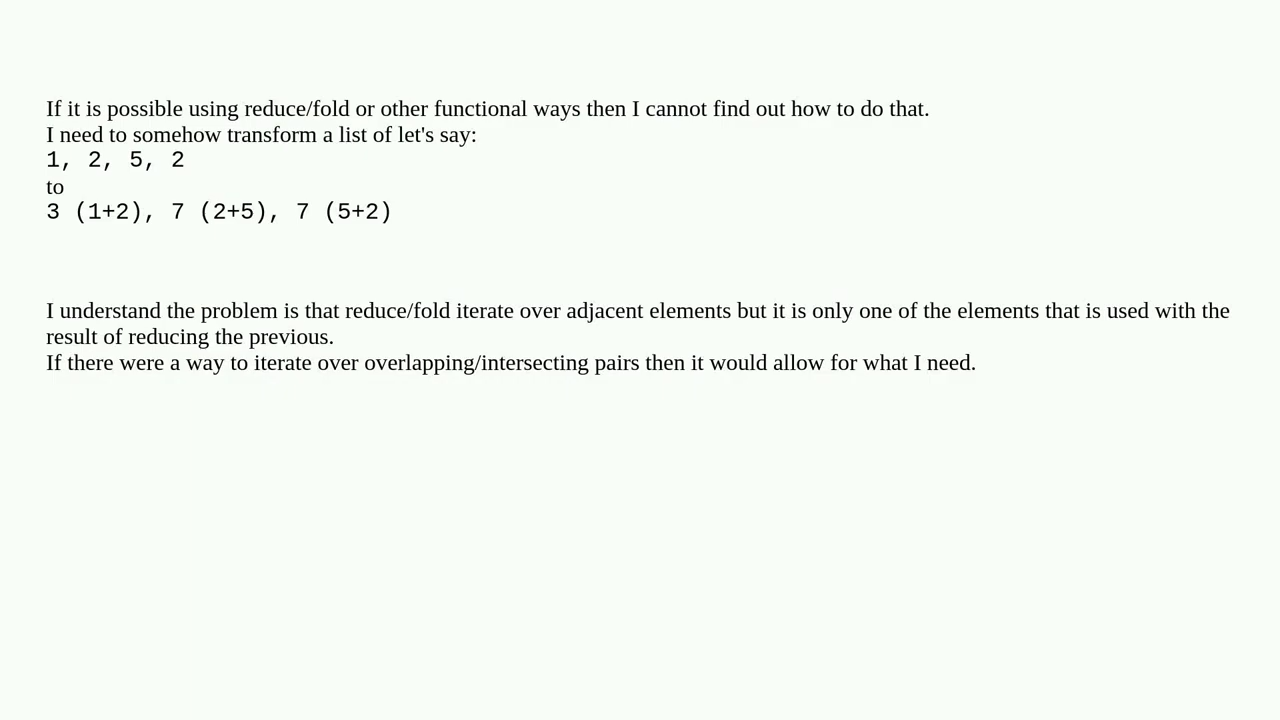 If it is possible using reduce/fold or other functional ways then I cannot find out how to do that.
I need to somehow transform a list of let's say:
1, 2, 5, 2
to
3 (1+2), 7 (2+5), 7 (5+2)
I understand the problem is that reduce/fold iterate over adjacent elements but it is only one of the elements that is used with the
result of reducing the previous.
If there were a way to iterate over overlapping/intersecting pairs then it would allow for what I need.